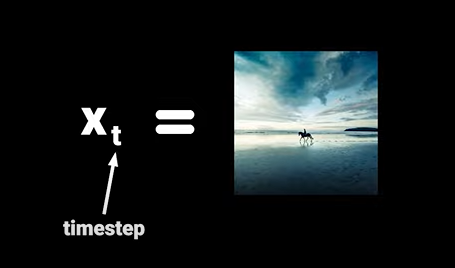 xₜ =
timestep